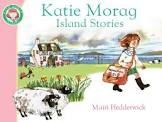 Katie Morag
Island Stories
Mairi Hedderwick